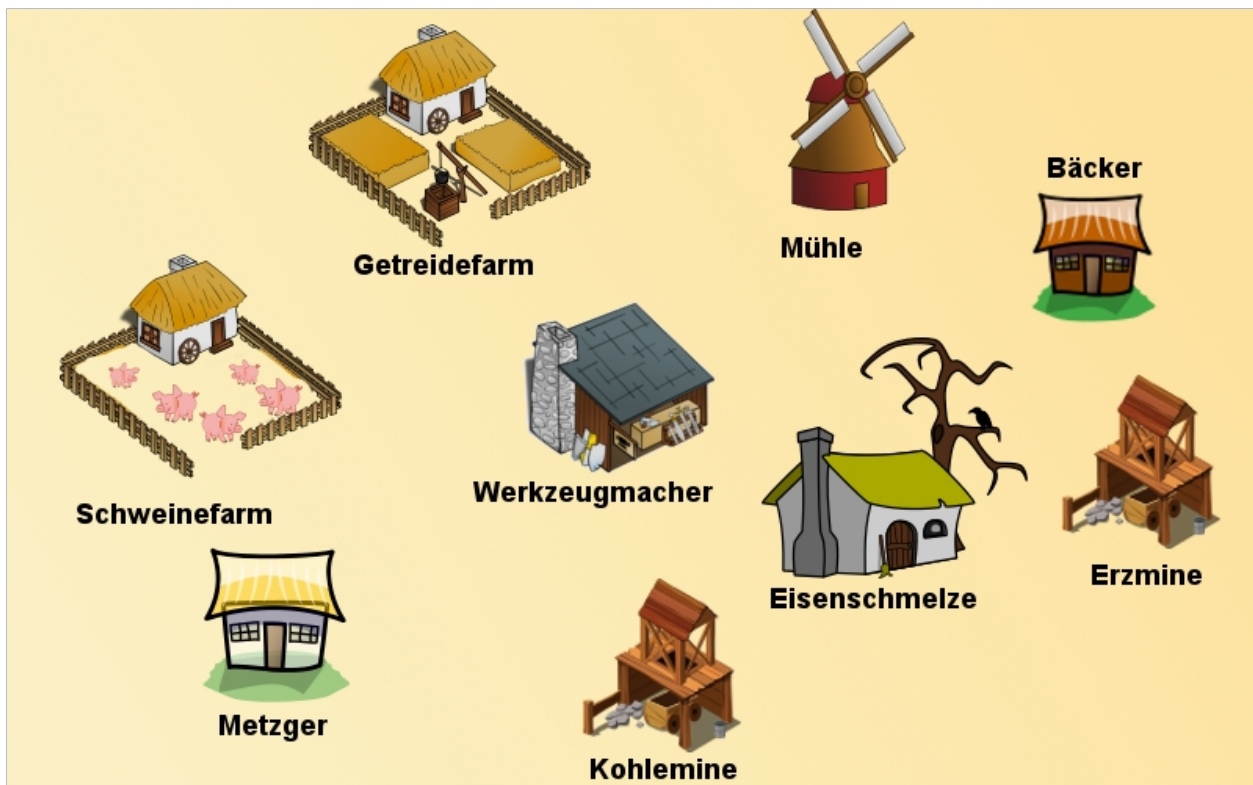 Bäcker
Mühle
Getreidefarm
Werkzeugmacher
Schweinefarm
Erzmine
Eisenschmelze
Metzger
Kohlemine